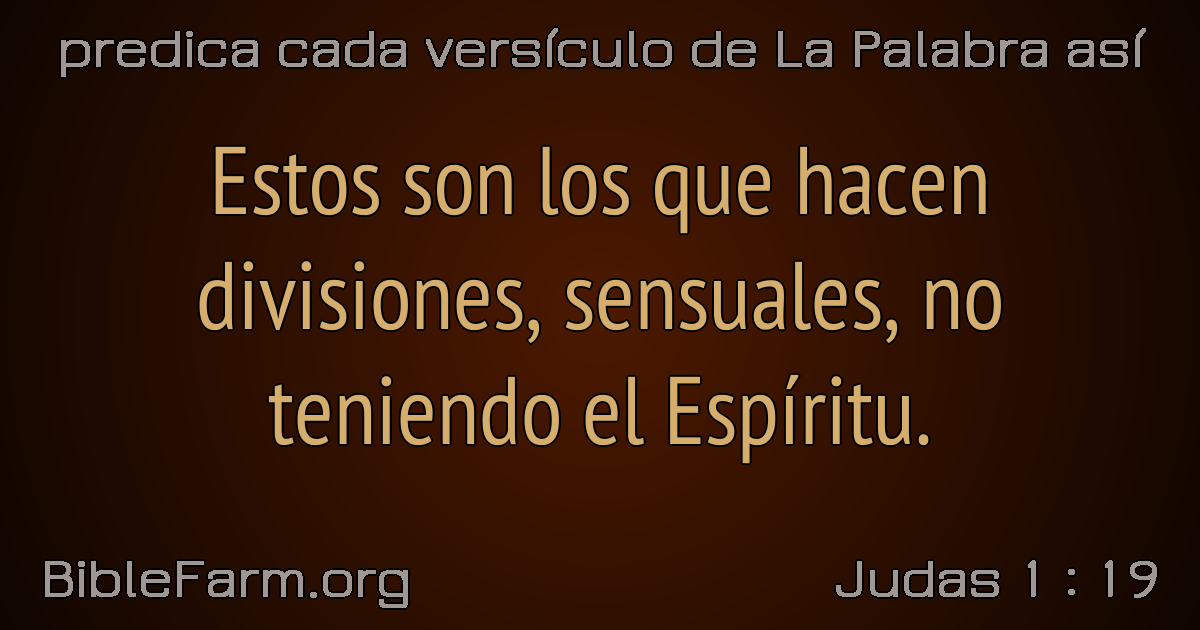 predica cada versículo de La Palabra así
Estos son los que hacen
divisiones, sensuales, no
teniendo el Espíritu.
BibleFarm.org
Judas 1 : 19